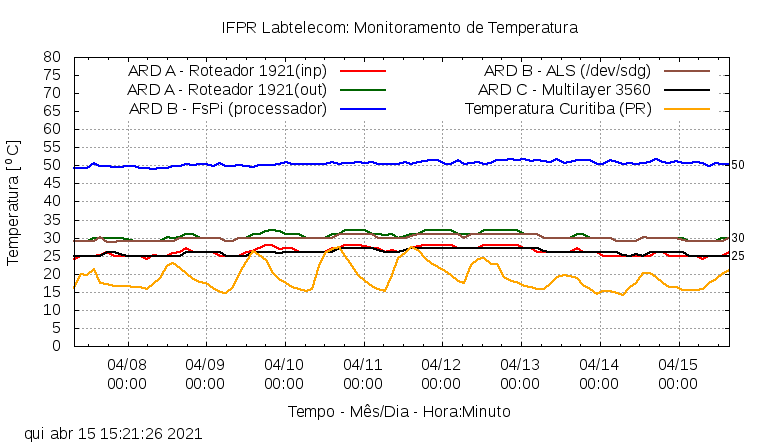 IFPR Labtelecom: Monitoramento de Temperatura
80
75
70
65
60
55
50
45
40
35
30
25
20
15
10
5
0
Temperatura [ºC]
ARD A - Roteador 1921(inp)
ARD A - Roteador 1921(out)
ARD B - FsPi (processador)
ARD B - ALS (/dev/sdg)
ARD C - Multilayer 3560
Temperatura Curitiba (PR)
50
30
25
04/08 04/09 04/10 04/11 04/12 04/13 04/14 04/15
00:00 00:00 00:00 00:00 00:00 00:00 00:00 00:00
Tempo - Mês/Dia - Hora:Minuto
qui abr 15 15:21:26 2021